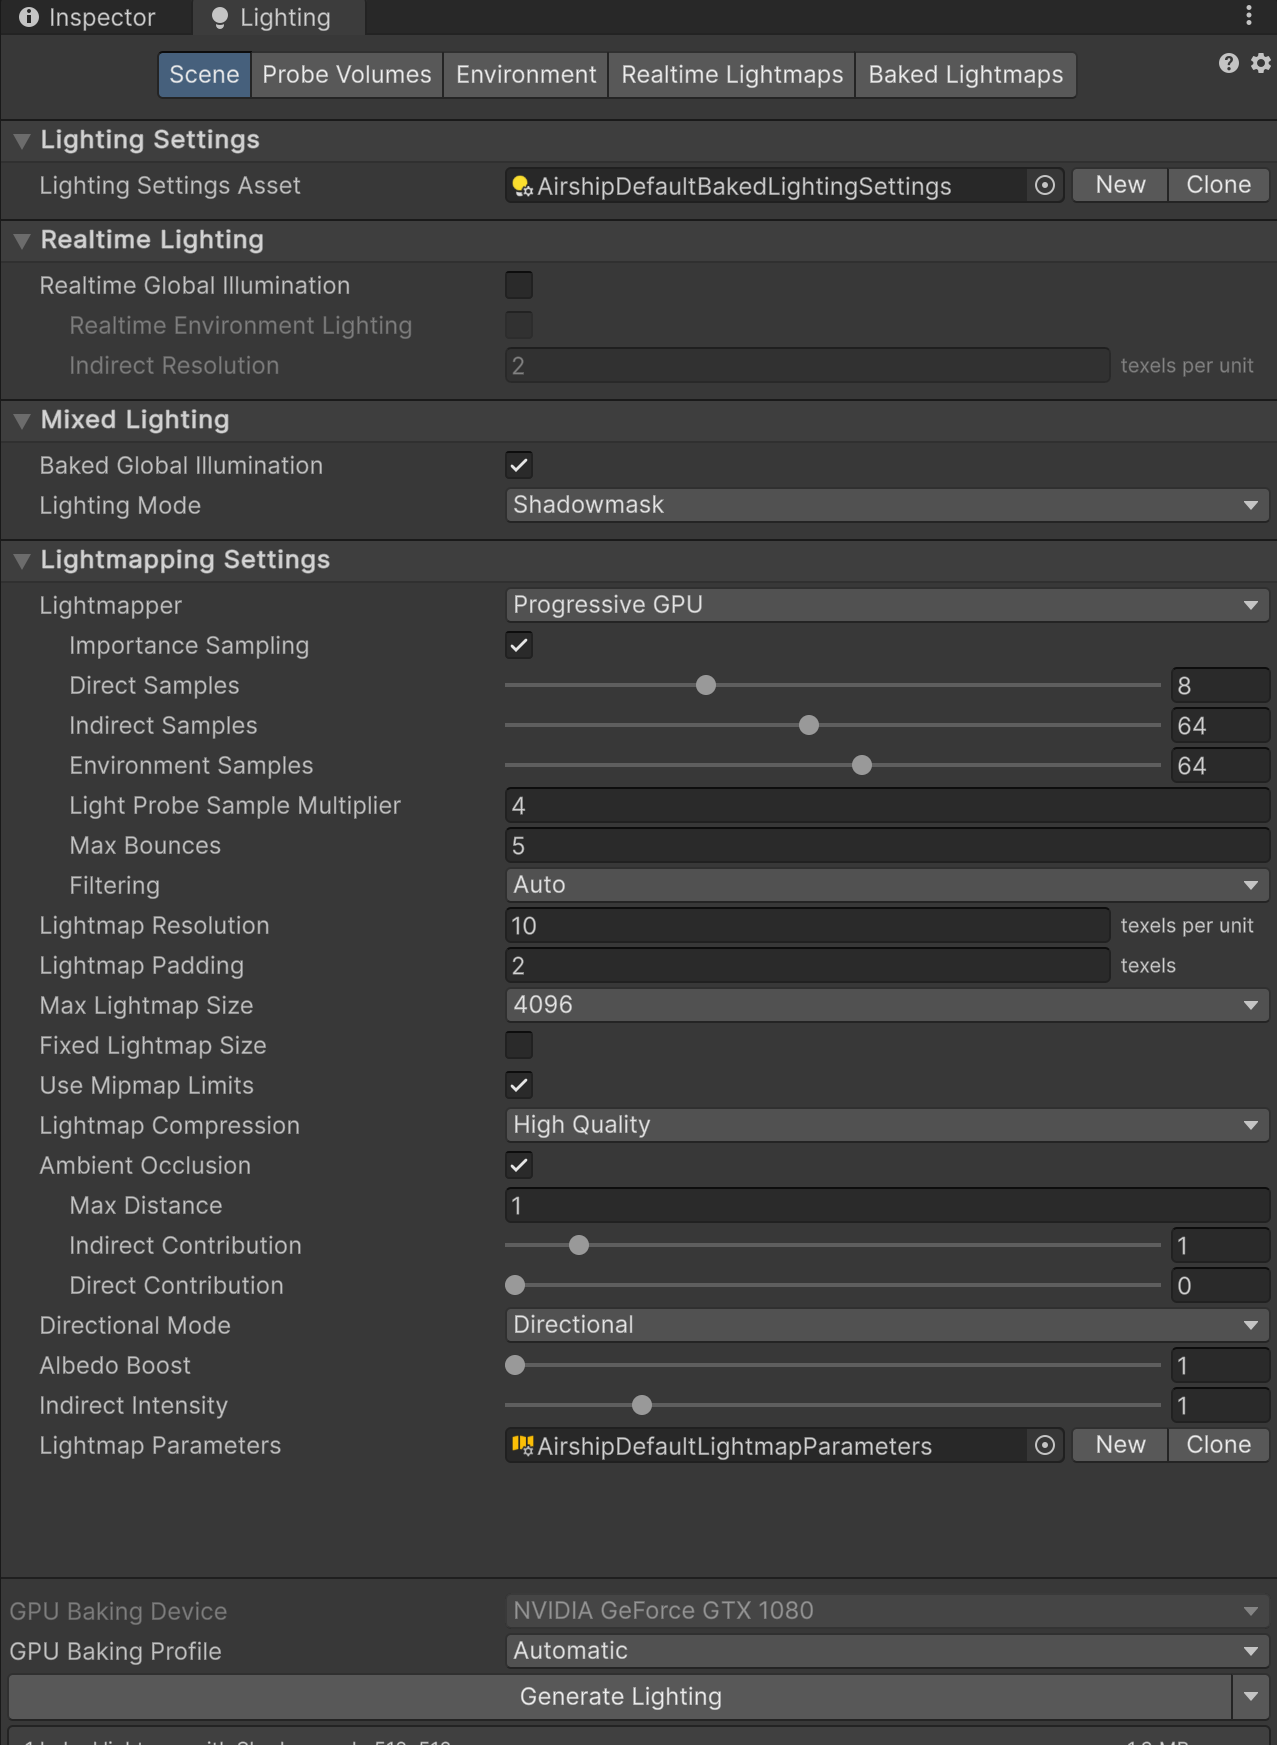 Inspector
Lighting
Scene
Probe Volumes
Environment
Realtime Lightmaps
Baked Lightmaps
Lighting Settings
Lighting Settings Asset
AirshipDefaultBakedLightingSettings
New
Clone
Realtime Lighting
Realtime Global Illumination
Realtime Environment Lighting
Indirect Resolution
2
texels per unit
Mixed Lighting
Baked Global Illumination
Lighting Mode
Shadowmask
Lightmapping Settings
Lightmapper
Progressive GPU
Importance Sampling
Direct Samples
8
Indirect Samples
64
Environment Samples
64
Light Probe Sample Multiplier
4
Max Bounces
5
Filtering
Auto
Lightmap Resolution
10
texels per unit
Lightmap Padding
2
texels
Max Lightmap Size
4096
Fixed Lightmap Size
Use Mipmap Limits
Lightmap Compression
High Quality
Ambient Occlusion
Max Distance
1
Indirect Contribution
1
Direct Contribution
0
Directional Mode
Directional
Albedo Boost
1
Indirect Intensity
1
Lightmap Parameters
AirshipDefaultLightmapParameters
New
Clone
GPU Baking Device
NVIDIA GeForce GTX 1080
GPU Baking Profile
Automatic
Generate Lighting